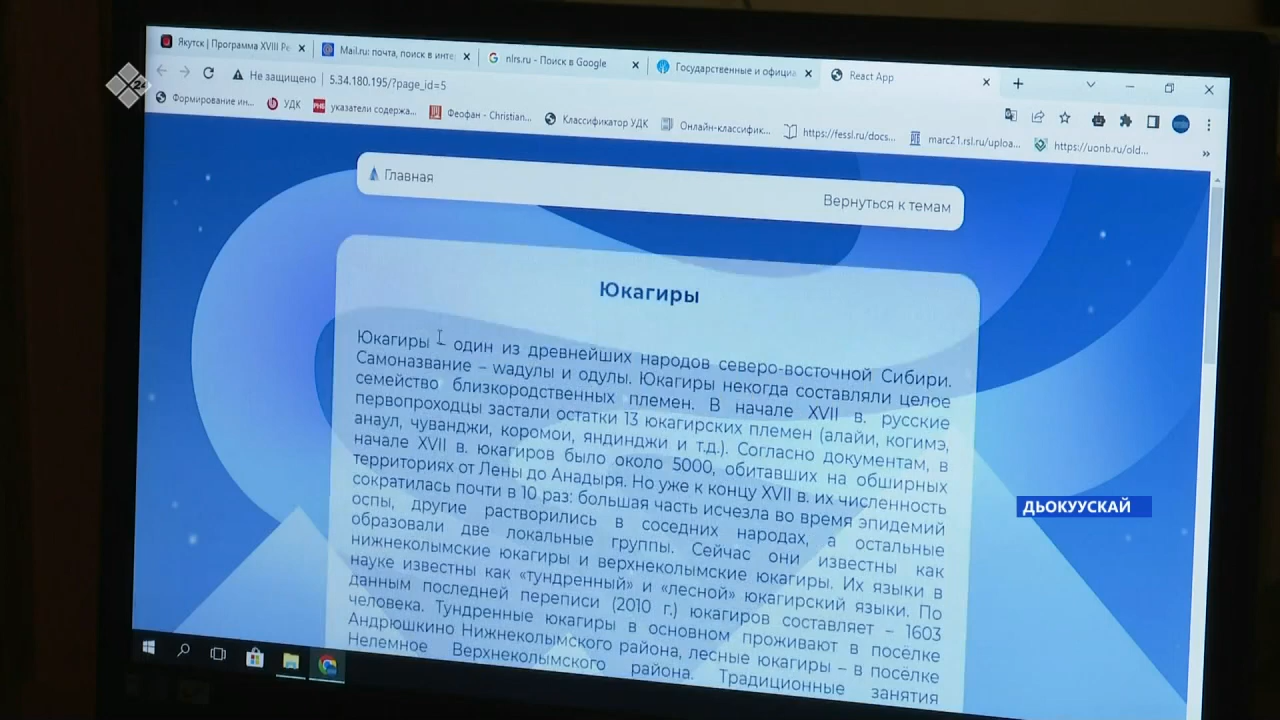 Якутск | Программа XVIII Ре
Mail.ru: почта, поиск в инте
nlrs.ru - Поиск в Google
Государственные и официа
React App
Не защищено | 5.34.180.195/?page_id=5
Формирование ин...
УДК
указатели содержа...
Феофан - Christian...
Классификатор УДК
Онлайн-классифик...
https://fessl.ru/docs...
marc21.rsl.ru/uploa...
https://uonb.ru/old...
Главная
Вернуться к темам
Юкагиры
Юкагиры – один из древнейших народов северо-восточной Сибири.
Самоназвание – wадулы и одулы. Юкагиры некогда составляли целое
семейство близкородственных племен. В начале XVII в. русские
первопроходцы застали остатки 13 юкагирских племен (алайи, когимэ,
анаул, чуванджи, коромои, яндинджи и т.д.). Согласно документам, в
начале XVII в. юкагиров было около 5000, обитавших на обширных
территориях от Лены до Анадыря. Но уже к концу XVII в. их численность
сократилась почти в 10 раз: большая часть исчезла во время эпидемий
оспы, другие растворились в соседних народах, а остальные
образовали две локальные группы. Сейчас они известны как
нижнеколымские юкагиры и верхнеколымские юкагиры. Их языки в
науке известны как «тундренный» и «лесной» юкагирский языки. По
данным последней переписи (2010 г.) юкагиров составляет – 1603
человека. Тундренные юкагиры в основном проживают в посёлке
Андрюшкино Нижнеколымского района, лесные юкагиры – в посёлке
Нелемное Верхнеколымского района. Традиционные занятия
ДЬОКУУСКАЙ